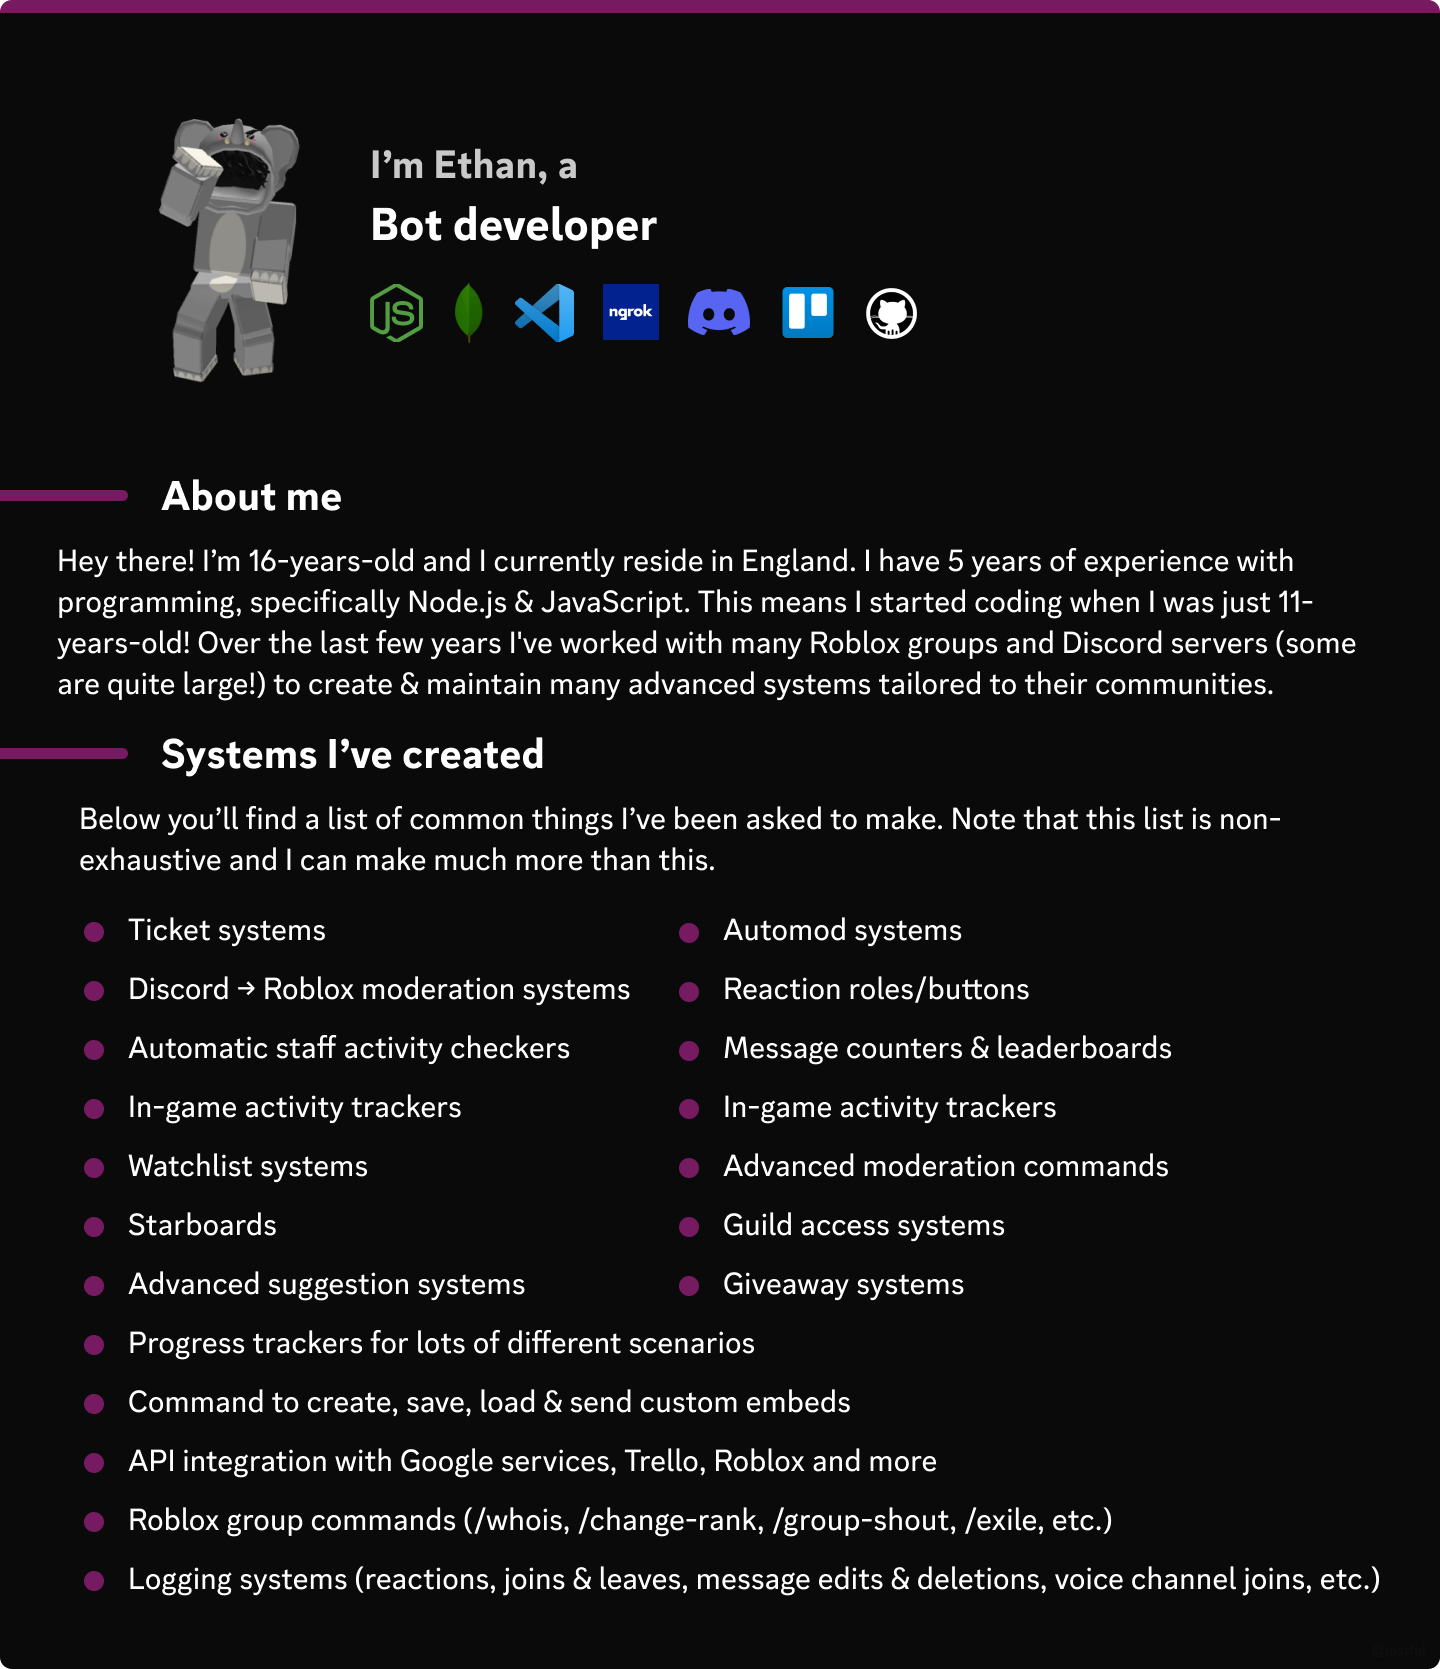 I’m Ethan, a
Bot developer
JS
ngrok
About me
Hey there! I’m 16-years-old and I currently reside in England. I have 5 years of experience with
programming, specifically Node.js & JavaScript. This means I started coding when I was just 11-
years-old! Over the last few years I've worked with many Roblox groups and Discord servers (some
are quite large!) to create & maintain many advanced systems tailored to their communities.
Systems I’ve created
Below you’ll find a list of common things I’ve been asked to make. Note that this list is non-
exhaustive and I can make much more than this.
Ticket systems
Discord → Roblox moderation systems
Automatic staff activity checkers
In-game activity trackers
Watchlist systems
Starboards
Advanced suggestion systems
Automod systems
Reaction roles/buttons
Message counters & leaderboards
In-game activity trackers
Advanced moderation commands
Guild access systems
Giveaway systems
Progress trackers for lots of different scenarios
Command to create, save, load & send custom embeds
API integration with Google services, Trello, Roblox and more
Roblox group commands (/whois, /change-rank, /group-shout, /exile, etc.)
Logging systems (reactions, joins & leaves, message edits & deletions, voice channel joins, etc.)